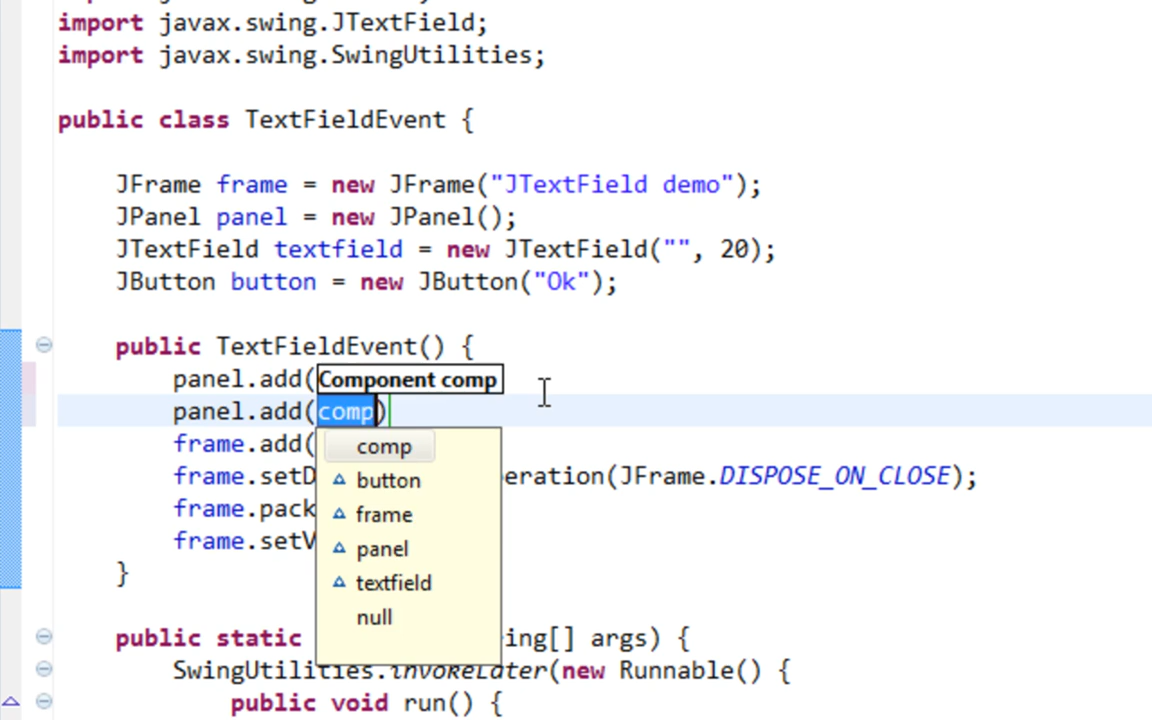 import javax.swing.JTextField;
import javax.swing.SwingUtilities;
public class TextFieldEvent {
JFrame frame = new JFrame("JTextField demo");
JPanel panel = new JPanel();
JTextField textfield = new JTextField("", 20);
JButton button = new JButton("Ok");
public TextFieldEvent() {
panel.add(Component comp
panel.add(comp)
comp
frame.add(
button
frame.setD eration(JFrame.DISPOSE_ON_CLOSE);
frame
frame.pack
panel
frame.setV
textfield
}
null
public static ing[] args) {
SwingUtilities.invokeLater(new Runnable() {
public void run() {